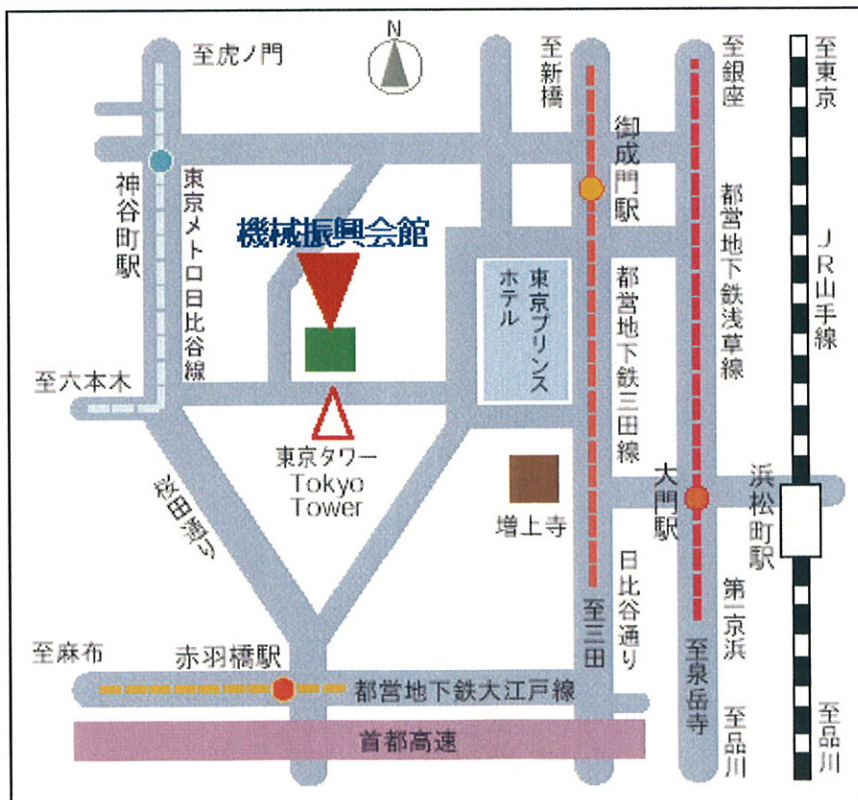 N
至虎ノ門
至新橋
至銀座
至東京
御成門駅
神谷町駅
東京メトロ日比谷線
機械振興会館
東京プリンス
ホテル
都営地下鉄三田線
都営地下鉄浅草線
JR山手線
至六本木
東京タワー
Tokyo
Tower
桜田通り
増上寺
大門駅
浜松町駅
日比谷通り
第一京浜
至三田
至泉岳寺
至品川
至品川
至麻布
赤羽橋駅
都営地下鉄大江戸線
首都高速